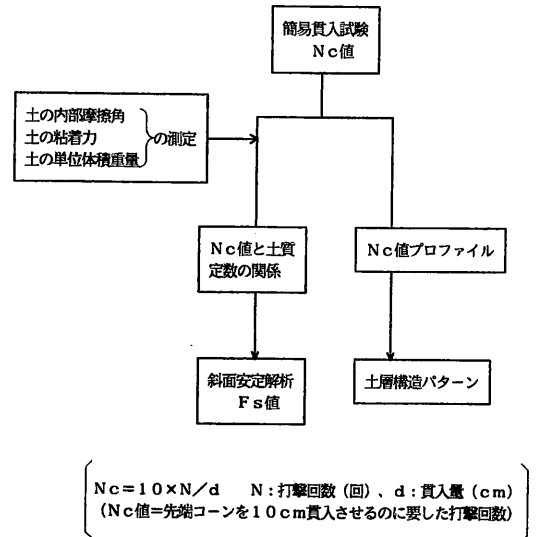 簡易貫入試験
Nc値
土の内部摩擦角
土の粘着力
土の単位体積重量
の測定
Nc値と土質
定数の関係
Nc値プロファイル
斜面安定解析
Fs値
土層構造パターン
Nc=10×N/d　N:打撃回数(回)、d:貫入量(cm)
(Nc値=先端コーンを10cm貫入させるのに要した打撃回数)